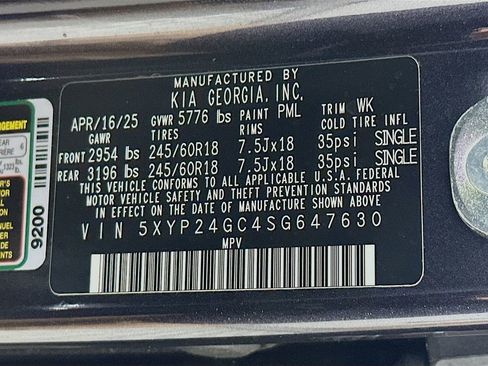 MANUFACTURED BY
KIA GEORGIA, INC.
APR/16/25 GVWR 5776 lbs PAINT PML TRIM WK
GAWR TIRES RIMS COLD TIRE INFL
FRONT 2954 lbs 245/60R18 7.5Jx18 35psi SINGLE
REAR 3196 lbs 245/60R18 7.5Jx18 35psi SINGLE
THIS VEHICLE CONFORMS TO ALL APPLICABLE U.S.A. FEDERAL
MOTOR VEHICLE SAFETY AND THEFT PREVENTION STANDARDS
IN EFFECT ON THE DATE OF MANUFACTURE SHOWN ABOVE.
VIN 5XYP24GC4SG647630
MPV
9200